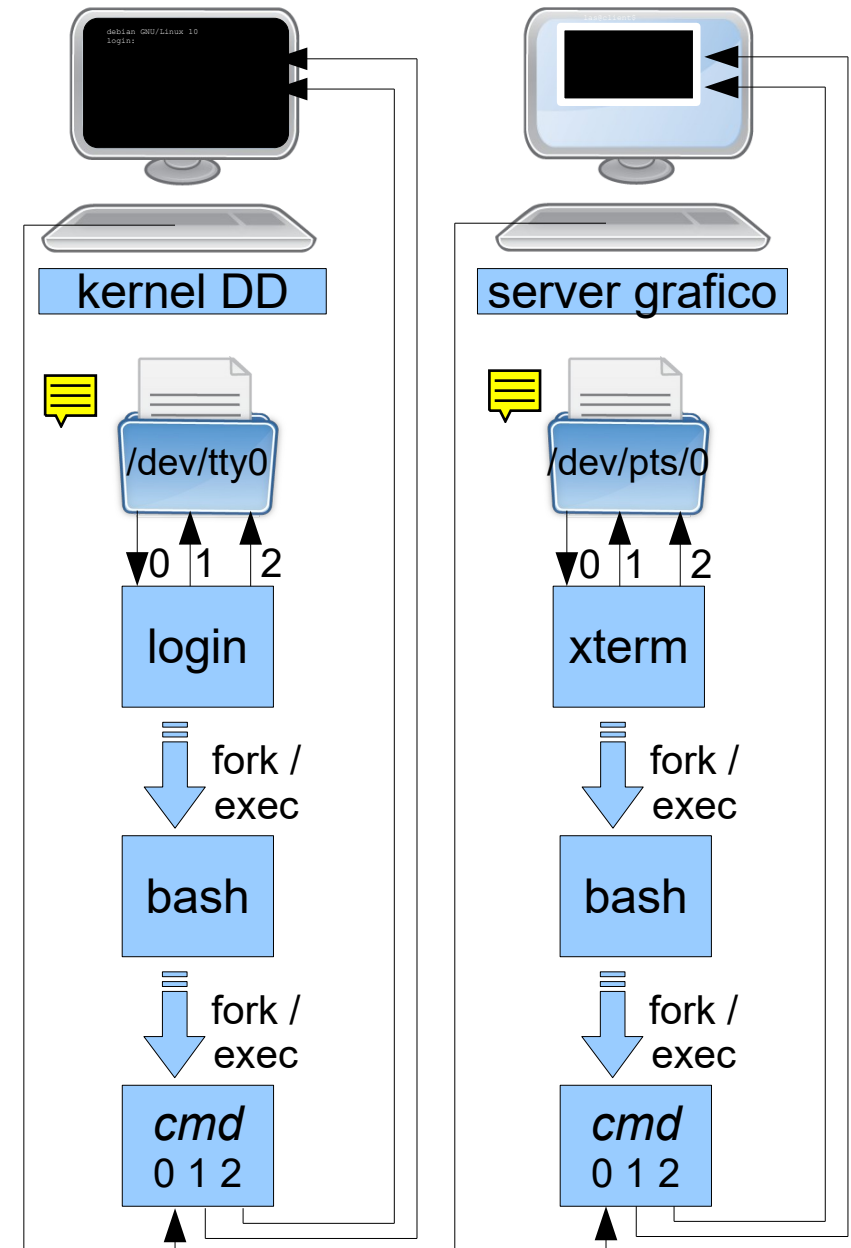 debian GNU/Linux 10
login:
kernel DD
/dev/tty0
0 1 2
login
fork /
exec
bash
fork /
exec
cmd
0 1 2
server grafico
/dev/pts/0
0 1 2
xterm
fork /
exec
bash
fork /
exec
cmd
0 1 2